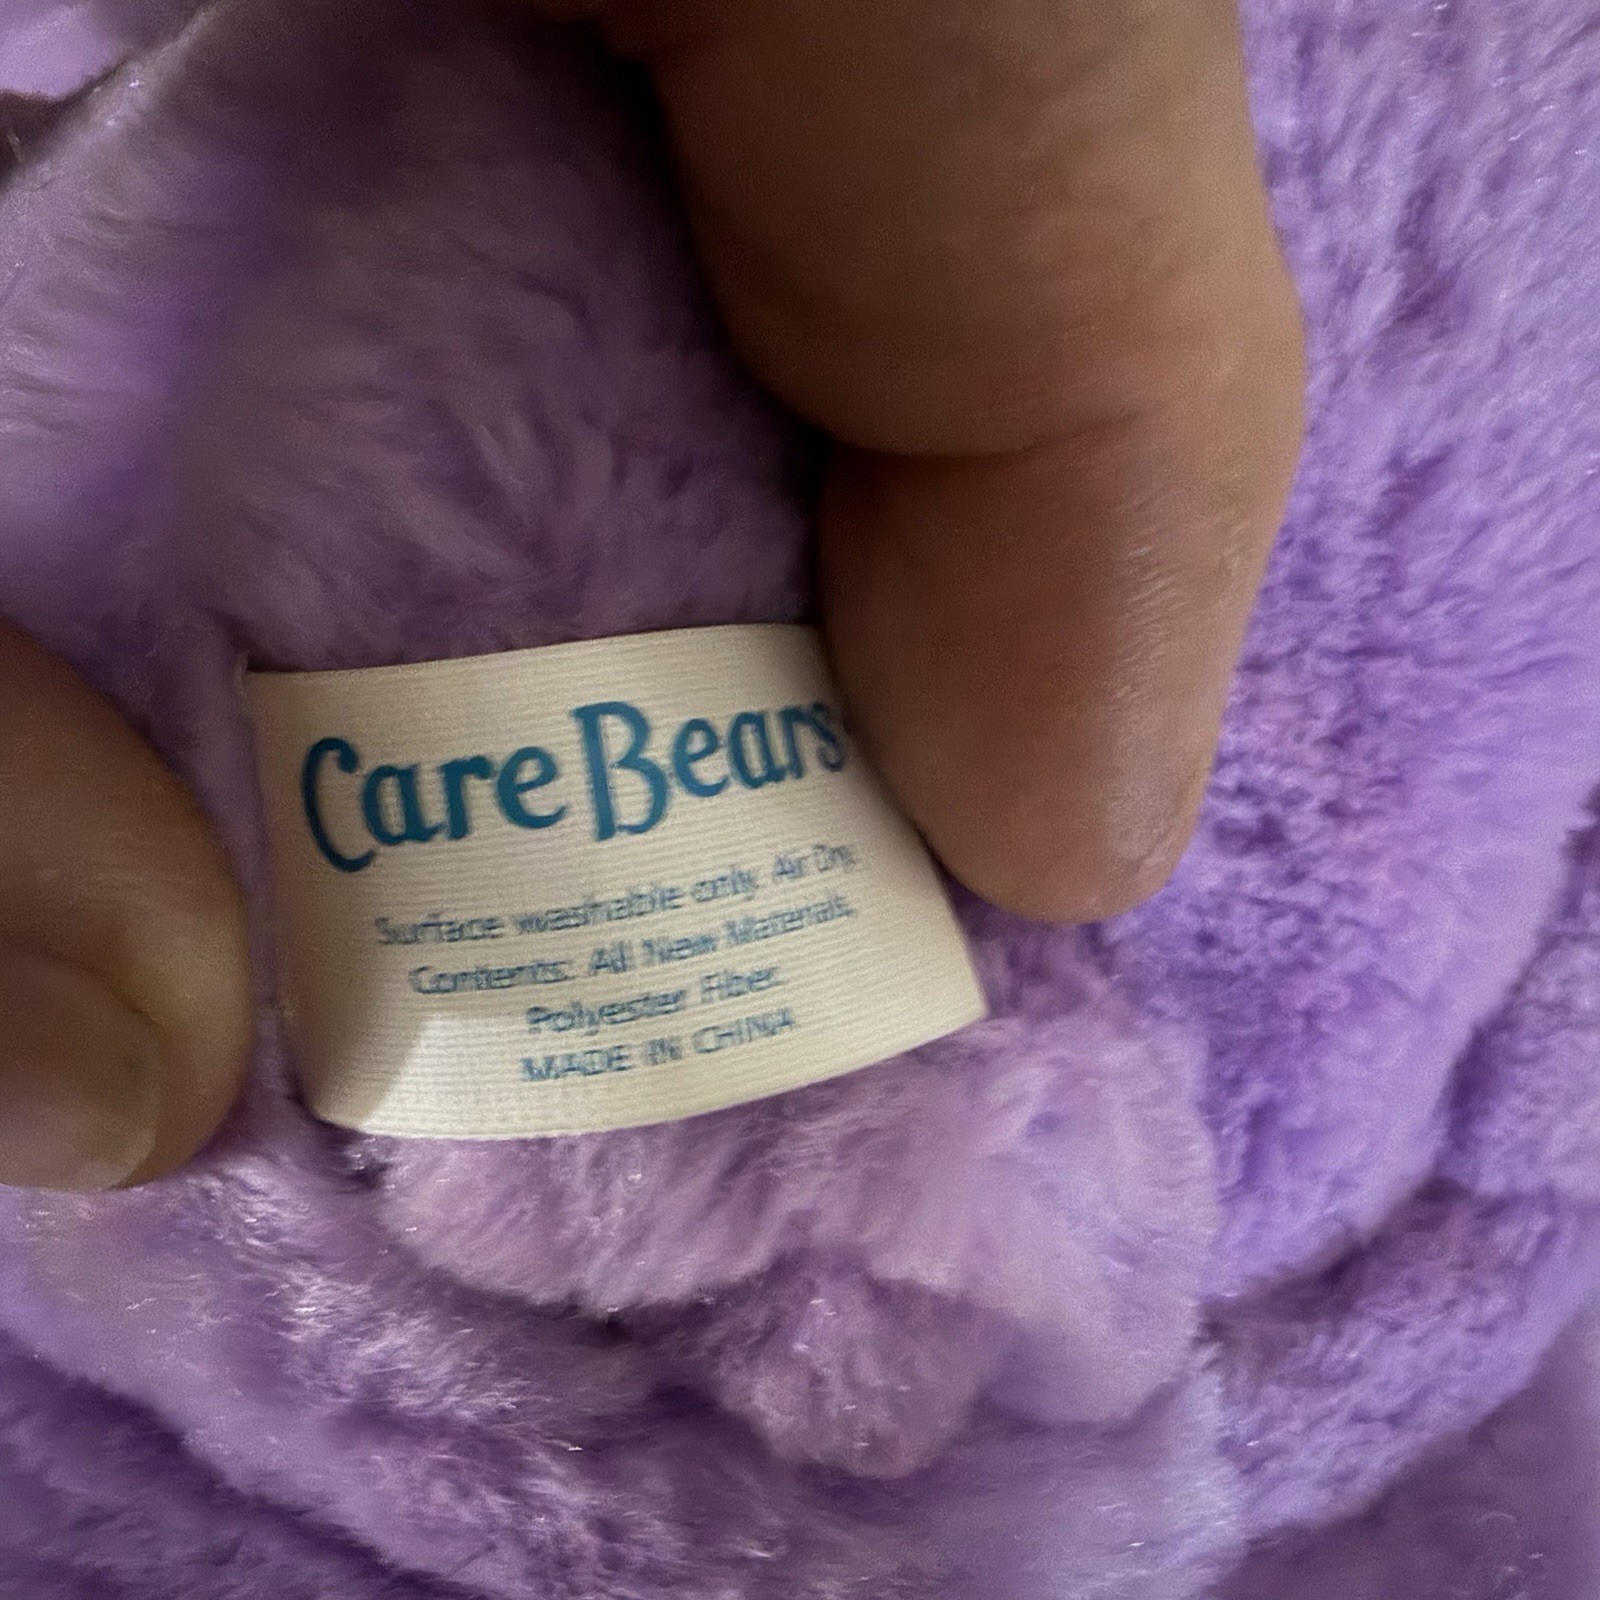 Care Bears
Surface washable only. Air Dry.
Contents: All New Materials,
Polyester Fiber.
MADE IN CHINA